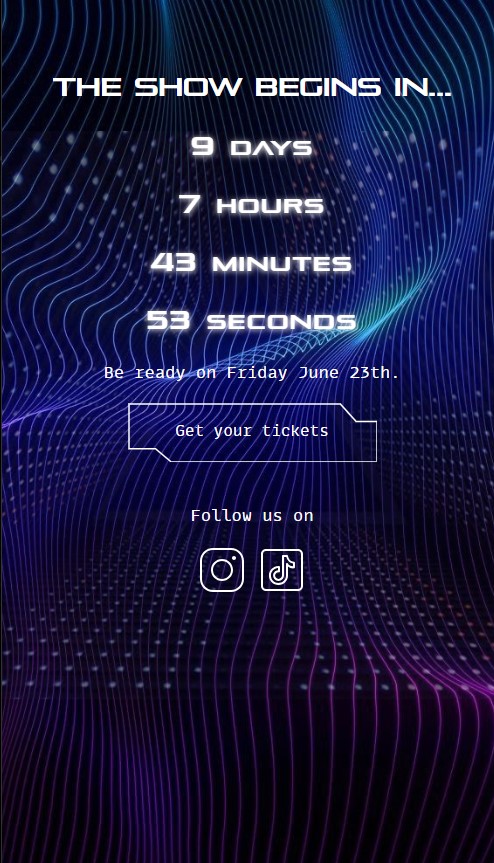 THE SHOW BEGINS IN...
9 DAYS
7 HOURS
43 MINUTES
53 SECONDS
Be ready on Friday June 23th.
Get your tickets
Follow us on